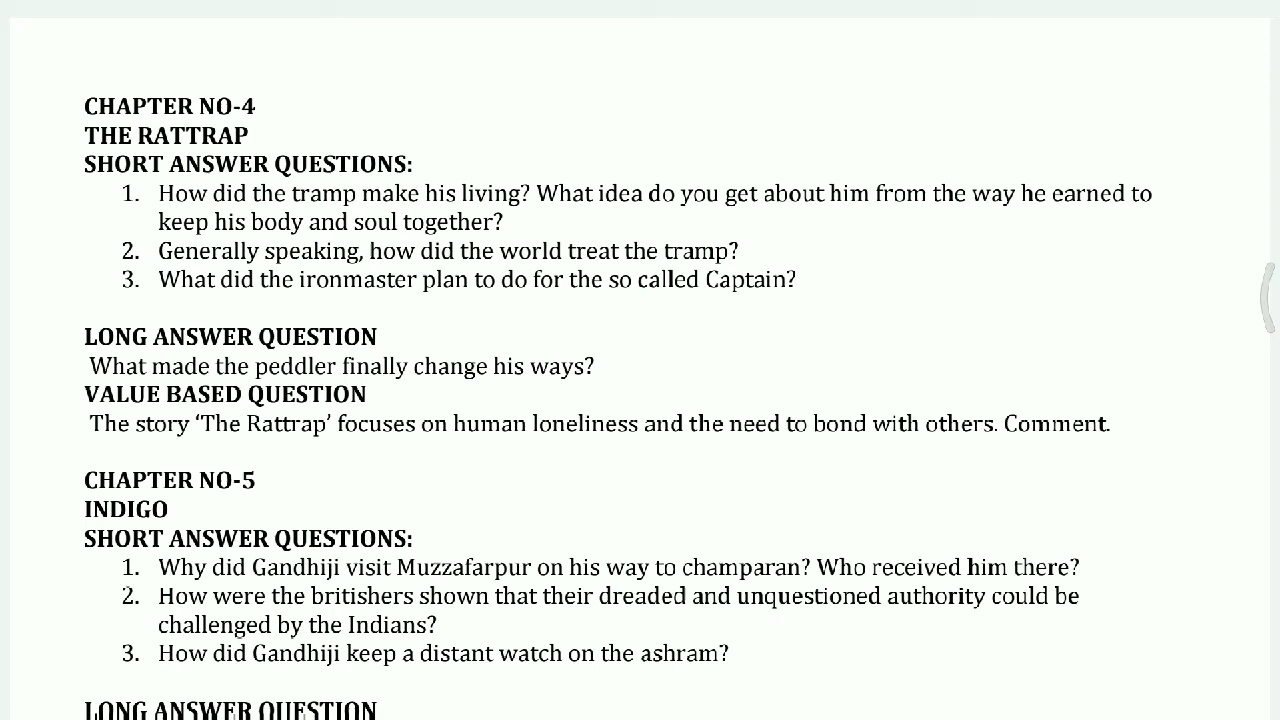 CHAPTER NO-4
THE RATTRAP
SHORT ANSWER QUESTIONS:
1. How did the tramp make his living? What idea do you get about him from the way he earned to
keep his body and soul together?
2. Generally speaking, how did the world treat the tramp?
3. What did the ironmaster plan to do for the so called Captain?
LONG ANSWER QUESTION
What made the peddler finally change his ways?
VALUE BASED QUESTION
The story ‘The Rattrap’ focuses on human loneliness and the need to bond with others. Comment.
CHAPTER NO-5
INDIGO
SHORT ANSWER QUESTIONS:
1. Why did Gandhiji visit Muzzafarpur on his way to champaran? Who received him there?
2. How were the britishers shown that their dreaded and unquestioned authority could be
challenged by the Indians?
3. How did Gandhiji keep a distant watch on the ashram?
LONG ANSWER QUESTION